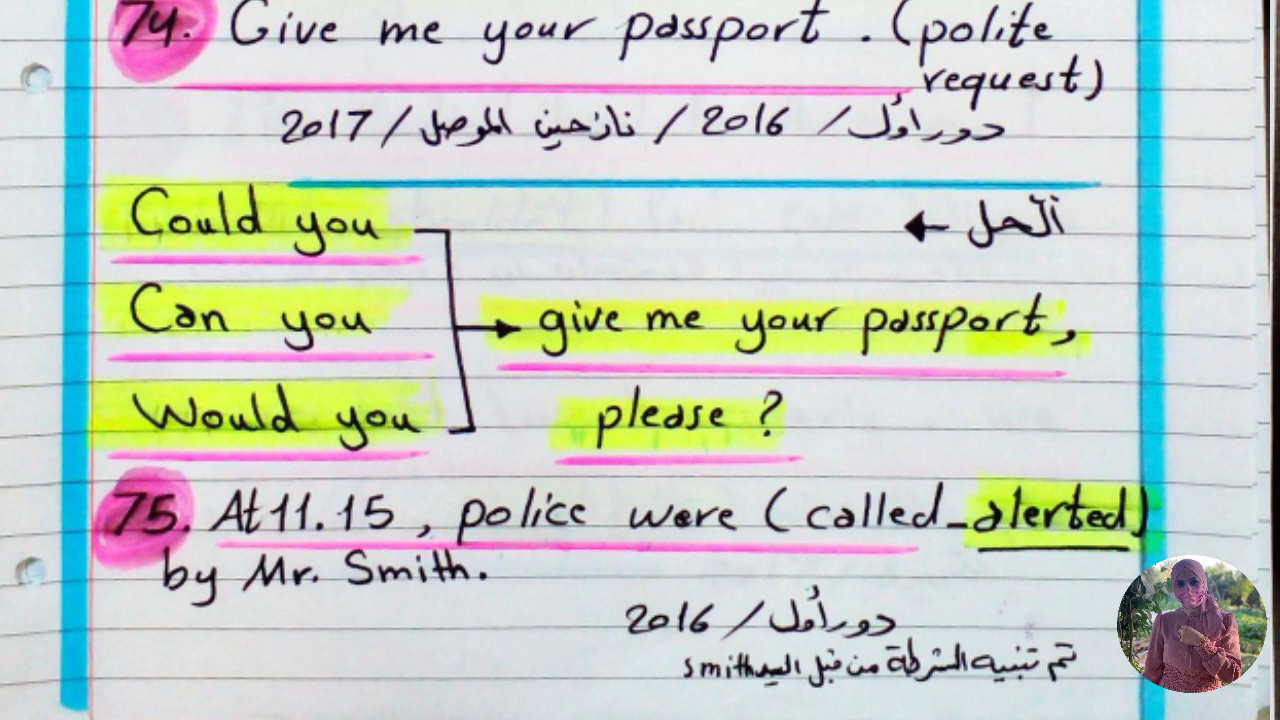 74. Give me your passport. (polite
request)
دور أول / 2016 / نازحين الموصل / 2017
الحل ←
Could you
Can you
give me your passport,
Would you
please?
75. At 11.15, police were (called_alerted)
by Mr. Smith.
دور أول / 2016
تم تنبيه الشرطة من قبل السيد smith